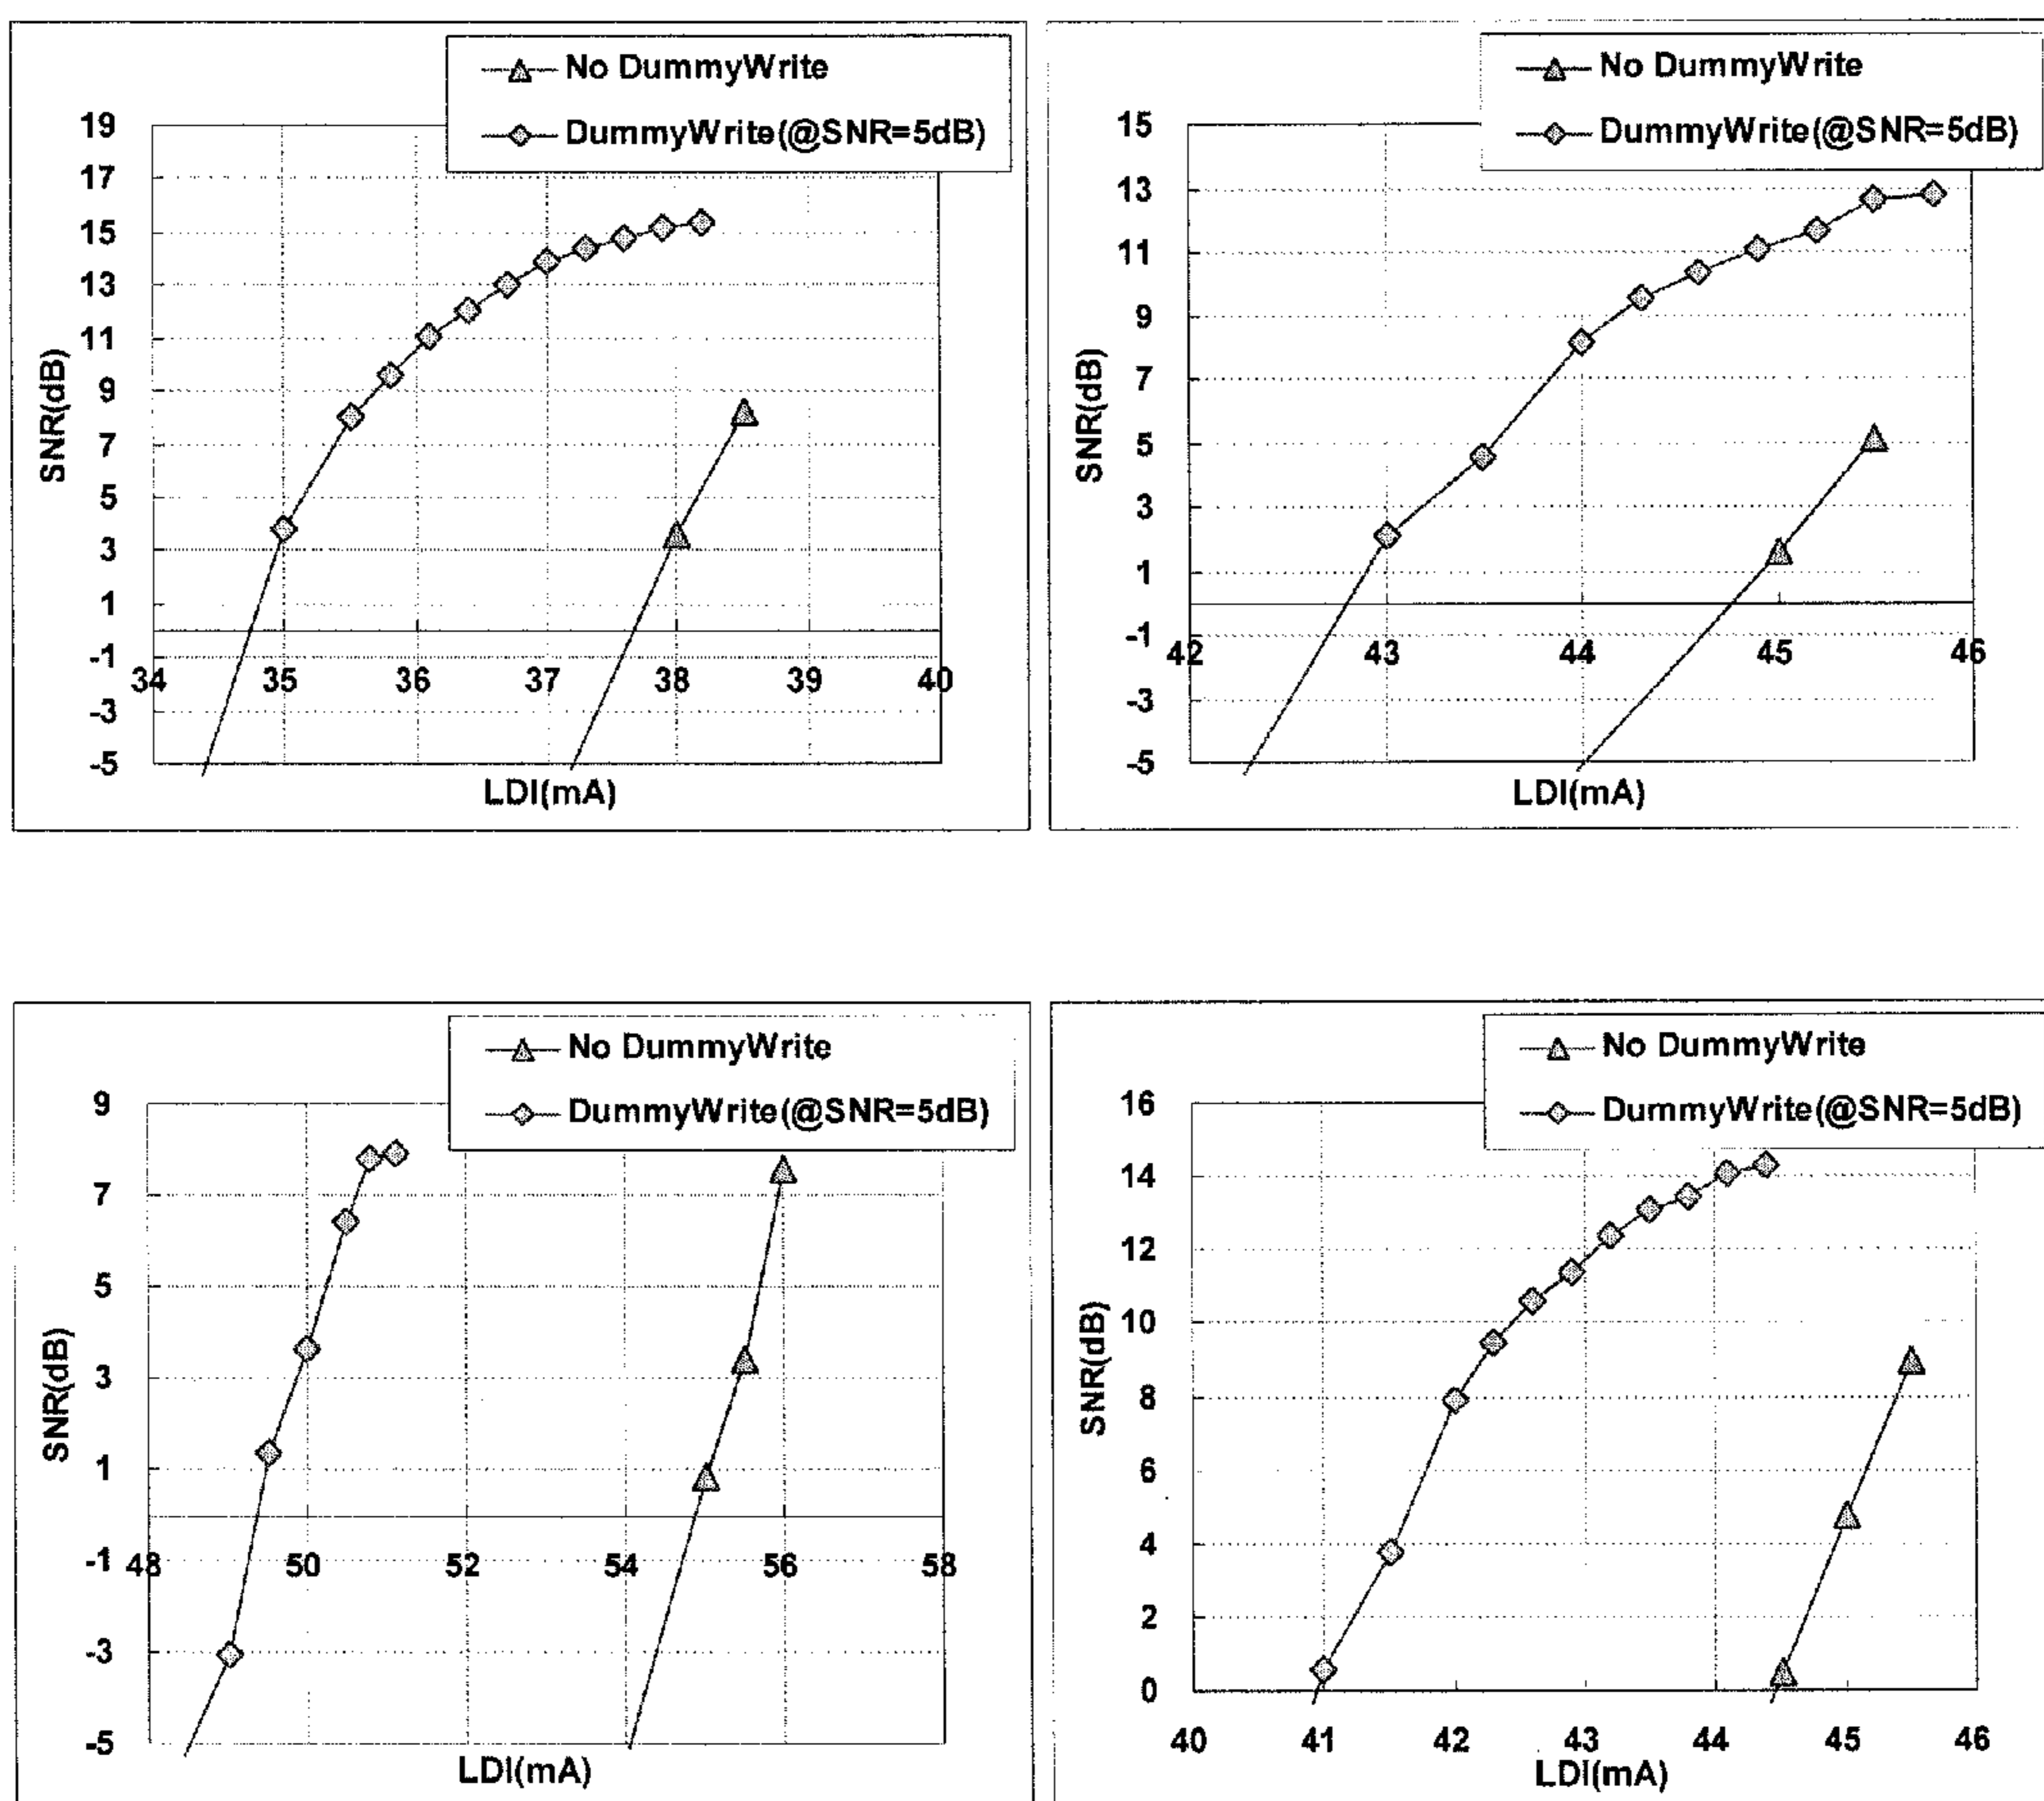 No DummyWrite
DummyWrite(@SNR=5dB)
19
17
15
13
11
9
7
5
3
1
-1
-3
-5
SNR(dB)
34 35 36 37 38 39 40
LDI(mA)
No DummyWrite
DummyWrite(@SNR=5dB)
15
13
11
9
7
5
3
1
-1
-3
-5
SNR(dB)
42 43 44 45 46
LDI(mA)
No DummyWrite
DummyWrite(@SNR=5dB)
9
7
5
3
1
-1
-3
-5
SNR(dB)
48 50 52 54 56 58
LDI(mA)
No DummyWrite
DummyWrite(@SNR=5dB)
16
14
12
10
8
6
4
2
0
SNR(dB)
40 41 42 43 44 45 46
LDI(mA)